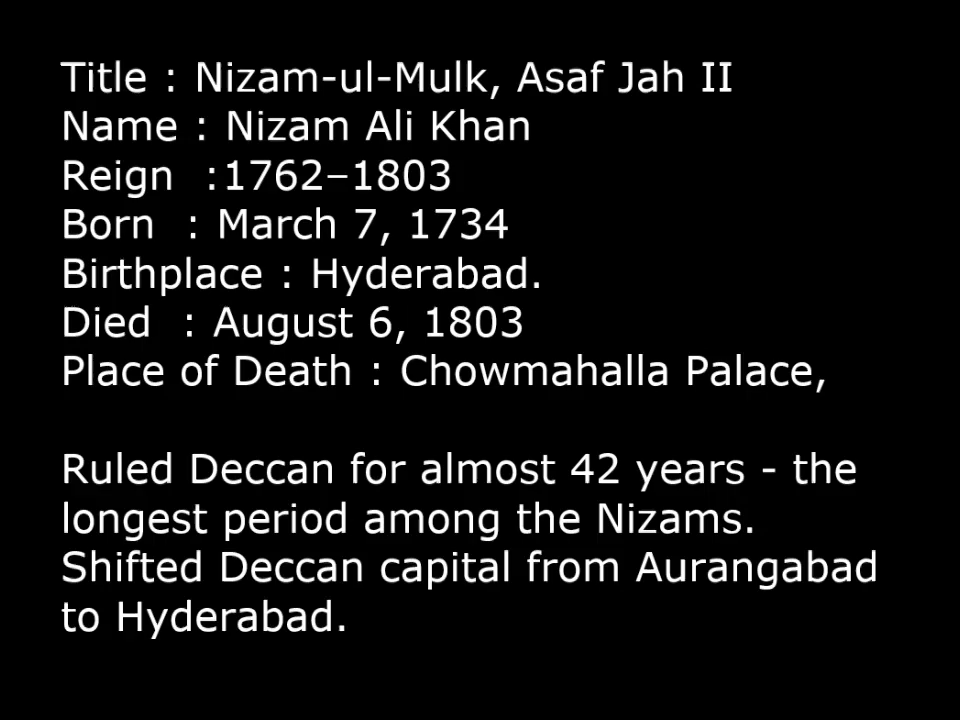 Title : Nizam-ul-Mulk, Asaf Jah II
Name : Nizam Ali Khan
Reign  :1762–1803
Born  : March 7, 1734
Birthplace : Hyderabad.
Died  : August 6, 1803
Place of Death : Chowmahalla Palace,
Ruled Deccan for almost 42 years - the
longest period among the Nizams.
Shifted Deccan capital from Aurangabad
to Hyderabad.